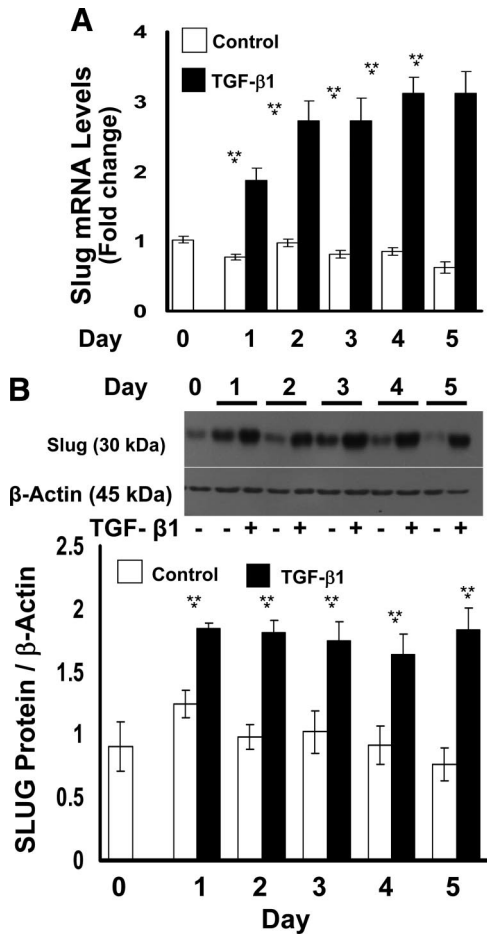 A
Slug mRNA Levels
(Fold change)
4
3
2
1
0
Control
TGF-β1
***
***
***
***
***
Day 0 1 2 3 4 5
B
Day 0 1 2 3 4 5
Slug (30 kDa)
β-Actin (45 kDa)
TGF- β1 - - + - + - + - + - +
SLUG Protein / β-Actin
2.5
2
1.5
1
0.5
0
Control
TGF-β1
***
***
***
***
***
0 1 2 3 4 5
Day